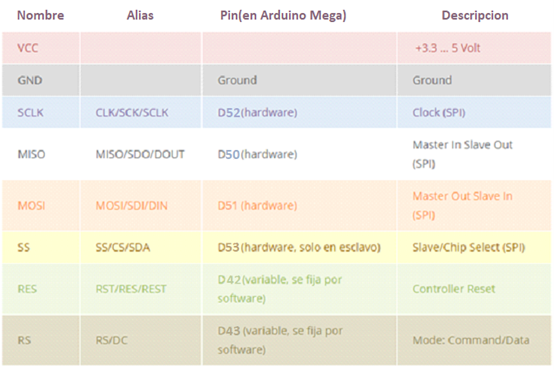 Nombre Alias Pin(en Arduino Mega) Descripcion
VCC +3.3 ... 5 Volt
GND Ground Ground
SCLK CLK/SCK/SCLK D52(hardware) Clock (SPI)
MISO MISO/SDO/DOUT D50(hardware) Master In Slave Out
(SPI)
MOSI MOSI/SDI/DIN D51(hardware) Master Out Slave In
(SPI)
SS SS/CS/SDA D53(hardware, solo en esclavo) Slave/Chip Select (SPI)
RES RST/RES/REST D42(variable, se fija por
software) Controller Reset
RS RS/DC D43 (variable, se fija por
software) Mode: Command/Data